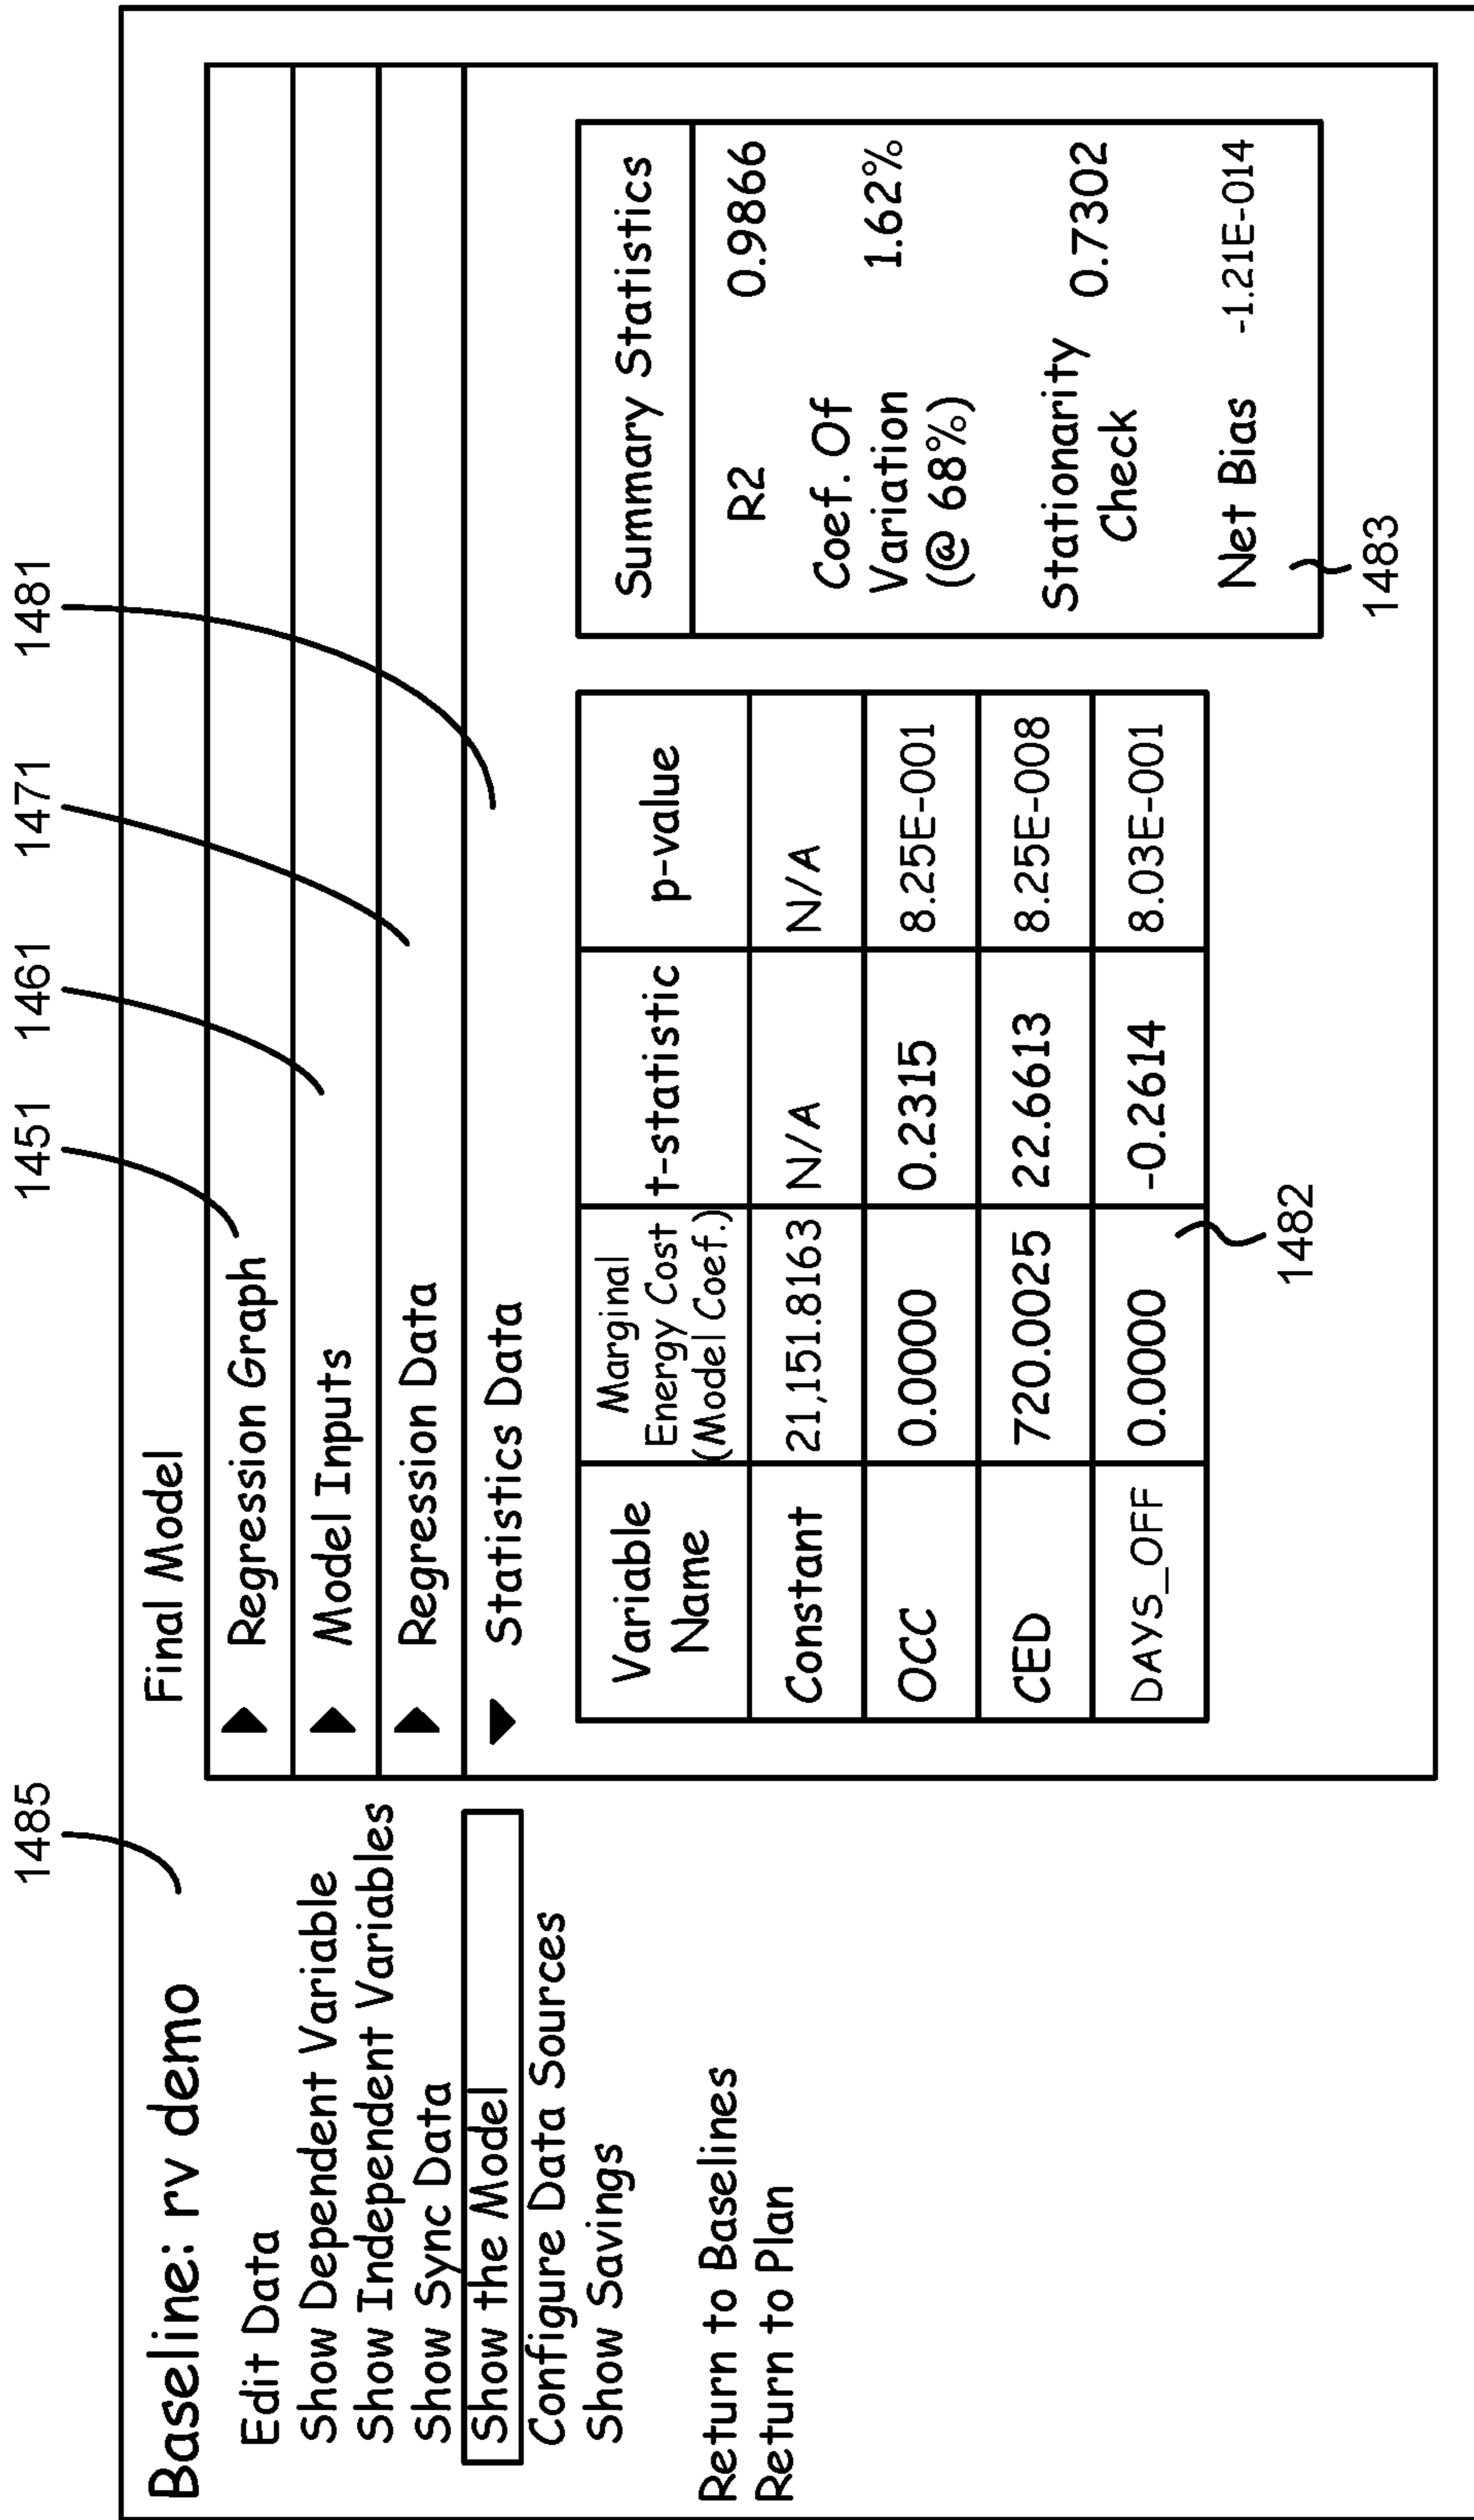 1485
1451
1461
1471
1481
Baseline: rv demo
Edit Data
Show Dependent Variable
Show Independent Variables
Show Sync Data
Show the Model
Configure Data Sources
Show Savings
Return to Baselines
Return to Plan
Final Model
Regression Graph
Model Inputs
Regression Data
Statistics Data
Variable Name Marginal Energy Cost (Model Coef.) t-statistic p-value
Constant 21,151.8163 N/A N/A
OCC 0.0000 0.2315 8.25E-001
CED 720.0025 22.6613 8.25E-008
DAYS_OFF 0.0000 -0.2614 8.03E-001
1482
Summary Statistics
R2 0.9866
Coef. Of
Variation 1.62%
(@ 68%)
Stationarity
Check 0.7302
Net Bias -1.21E-014
1483